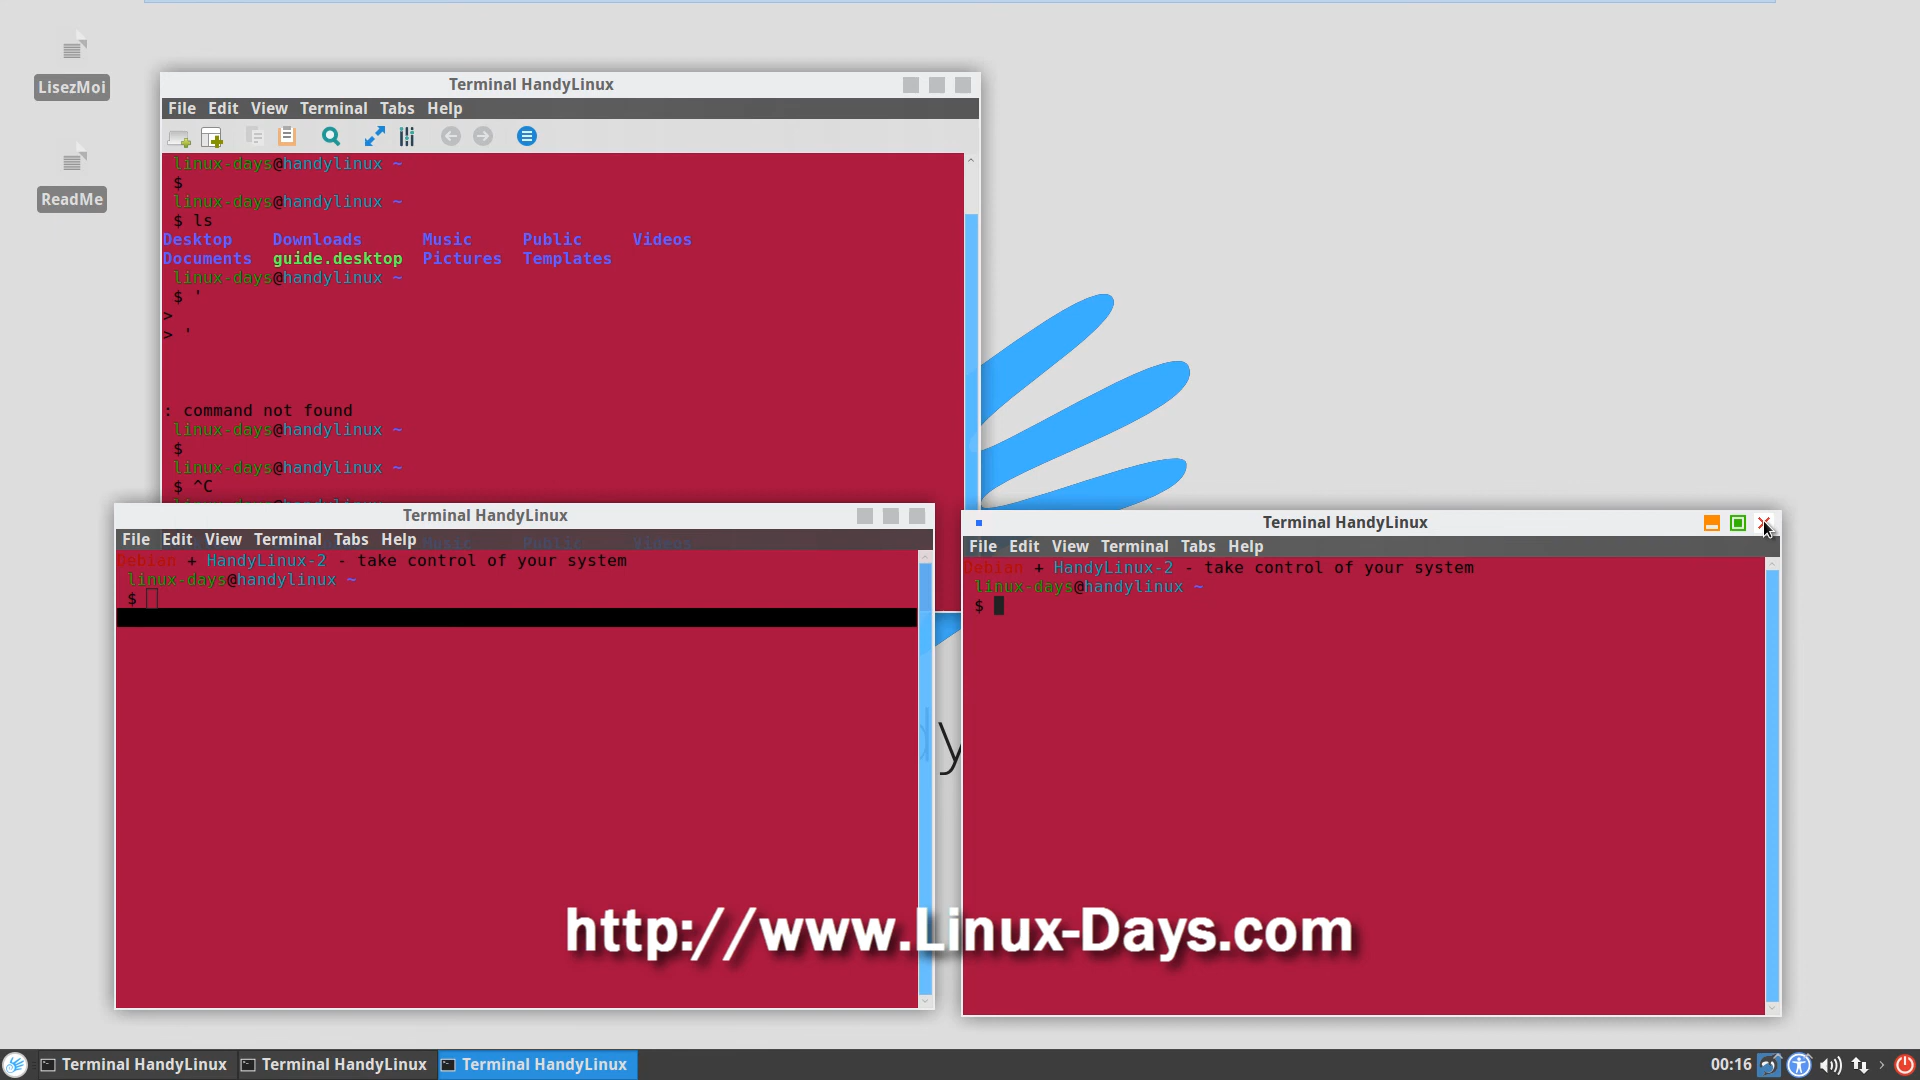 LisezMoi
ReadMe
Terminal HandyLinux
File Edit View Terminal Tabs Help
linux-days@handylinux ~
$
linux-days@handylinux ~
$ ls
Desktop Downloads Music Public Videos
Documents guide.desktop Pictures Templates
linux-days@handylinux ~
$ '
>
> '
: command not found
linux-days@handylinux ~
$
linux-days@handylinux ~
$ ^C
Terminal HandyLinux
File Edit View Terminal Tabs Help
Debian + HandyLinux-2 - take control of your system
linux-days@handylinux ~
$
Terminal HandyLinux
File Edit View Terminal Tabs Help
Debian + HandyLinux-2 - take control of your system
linux-days@handylinux ~
$
http://www.Linux-Days.com
Terminal HandyLinux Terminal HandyLinux Terminal HandyLinux 00:16